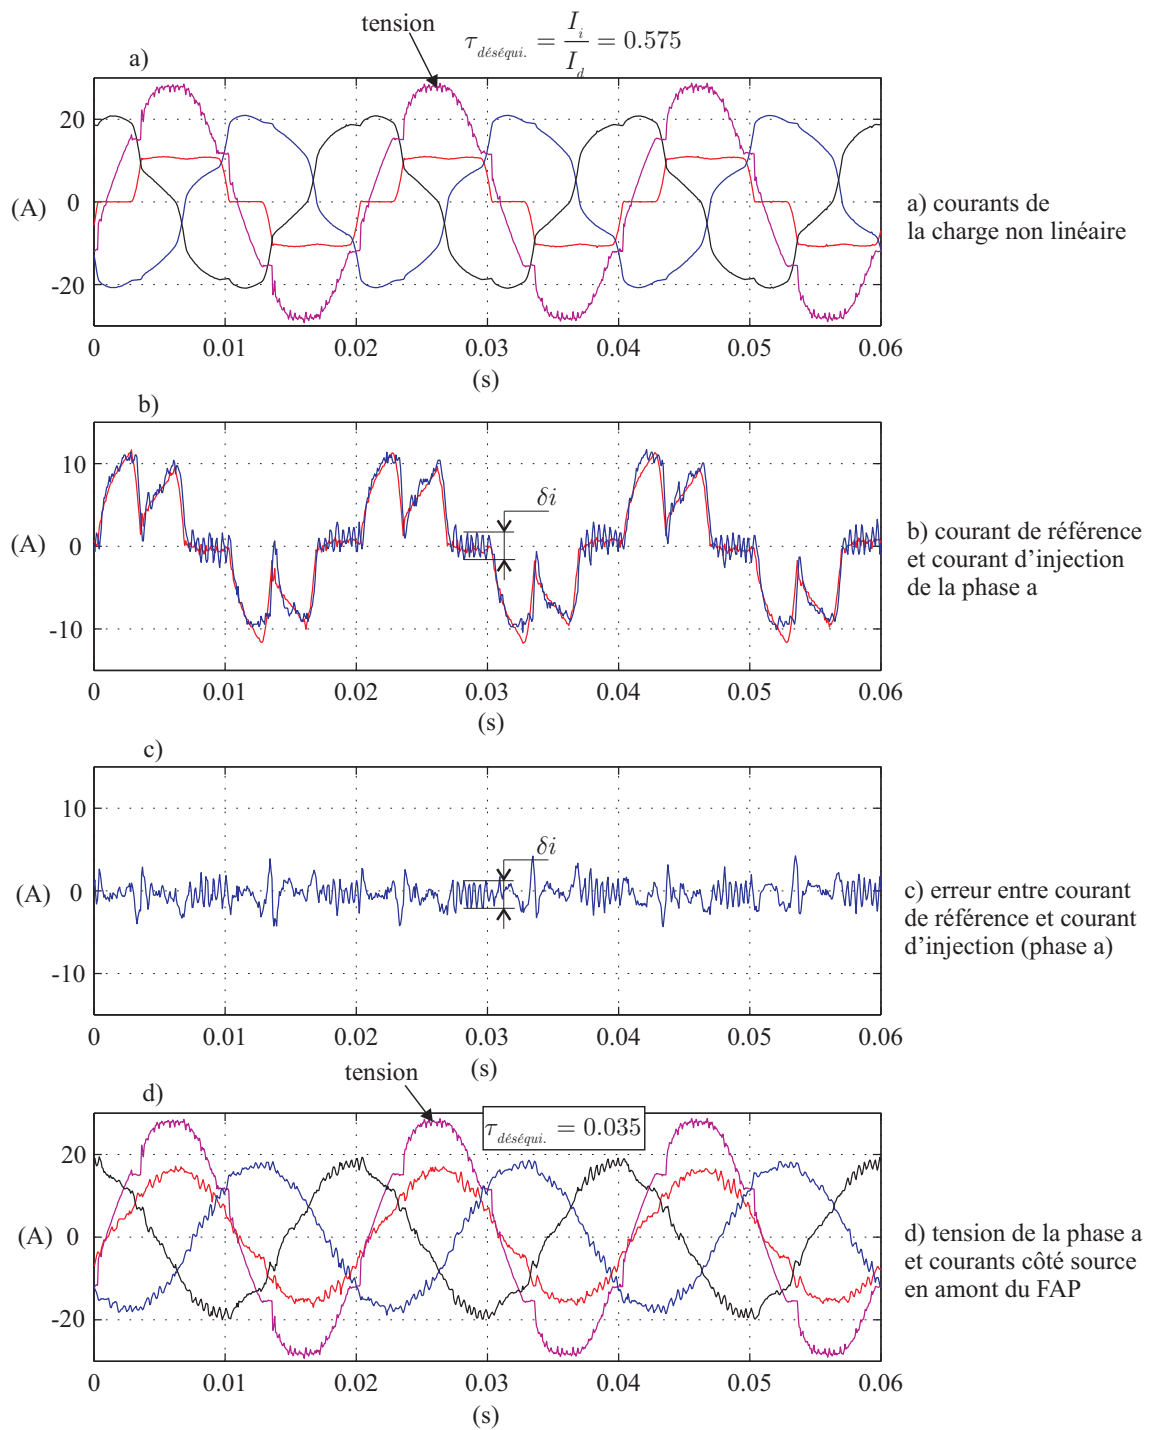 tension
τ déséqui. = I_i / I_d = 0.575
a)
20
0
-20
(A)
0 0.01 0.02 0.03 0.04 0.05 0.06
(s)
a) courants de
la charge non linéaire
b)
10
0
-10
(A)
δi
0 0.01 0.02 0.03 0.04 0.05 0.06
(s)
b) courant de référence
et courant d'injection
de la phase a
c)
10
0
-10
(A)
δi
0 0.01 0.02 0.03 0.04 0.05 0.06
(s)
c) erreur entre courant
de référence et courant
d'injection (phase a)
tension
d)
τ déséqui. = 0.035
20
0
-20
(A)
0 0.01 0.02 0.03 0.04 0.05 0.06
(s)
d) tension de la phase a
et courants côté source
en amont du FAP